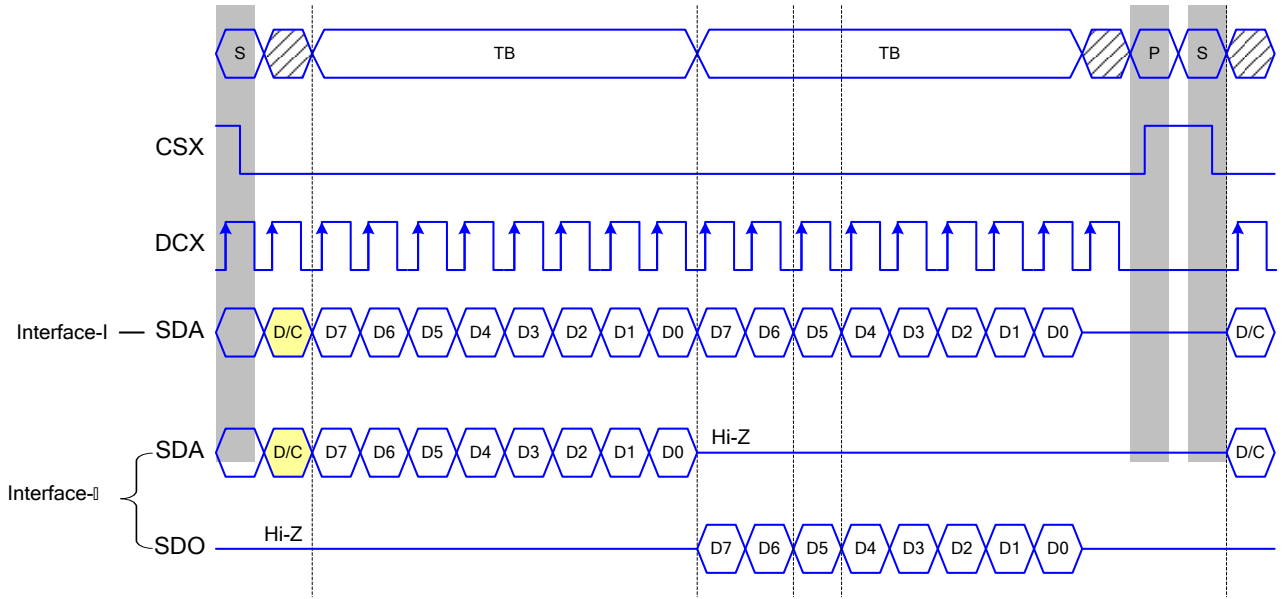 S TB TB P S
CSX
DCX
Interface-I SDA D/C D7 D6 D5 D4 D3 D2 D1 D0 D7 D6 D5 D4 D3 D2 D1 D0 D/C
SDA D/C D7 D6 D5 D4 D3 D2 D1 D0 Hi-Z D/C
Interface-▯
SDO Hi-Z D7 D6 D5 D4 D3 D2 D1 D0